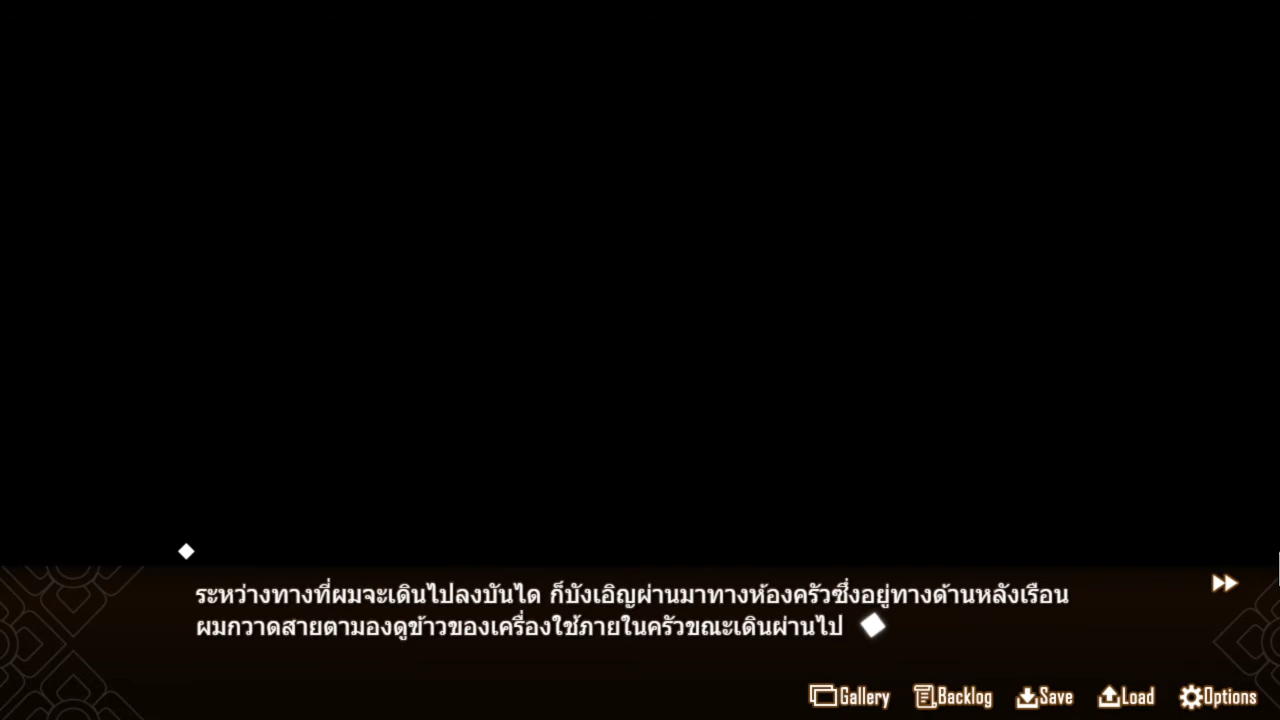 ระหว่างทางที่ผมจะเดินไปลงบันได ก็บังเอิญผ่านมาทางห้องครัวซึ่งอยู่ทางด้านหลังเรือน
ผมกวาดสายตามองดูข้าวของเครื่องใช้ภายในครัวขณะเดินผ่านไป
Gallery Backlog Save Load Options